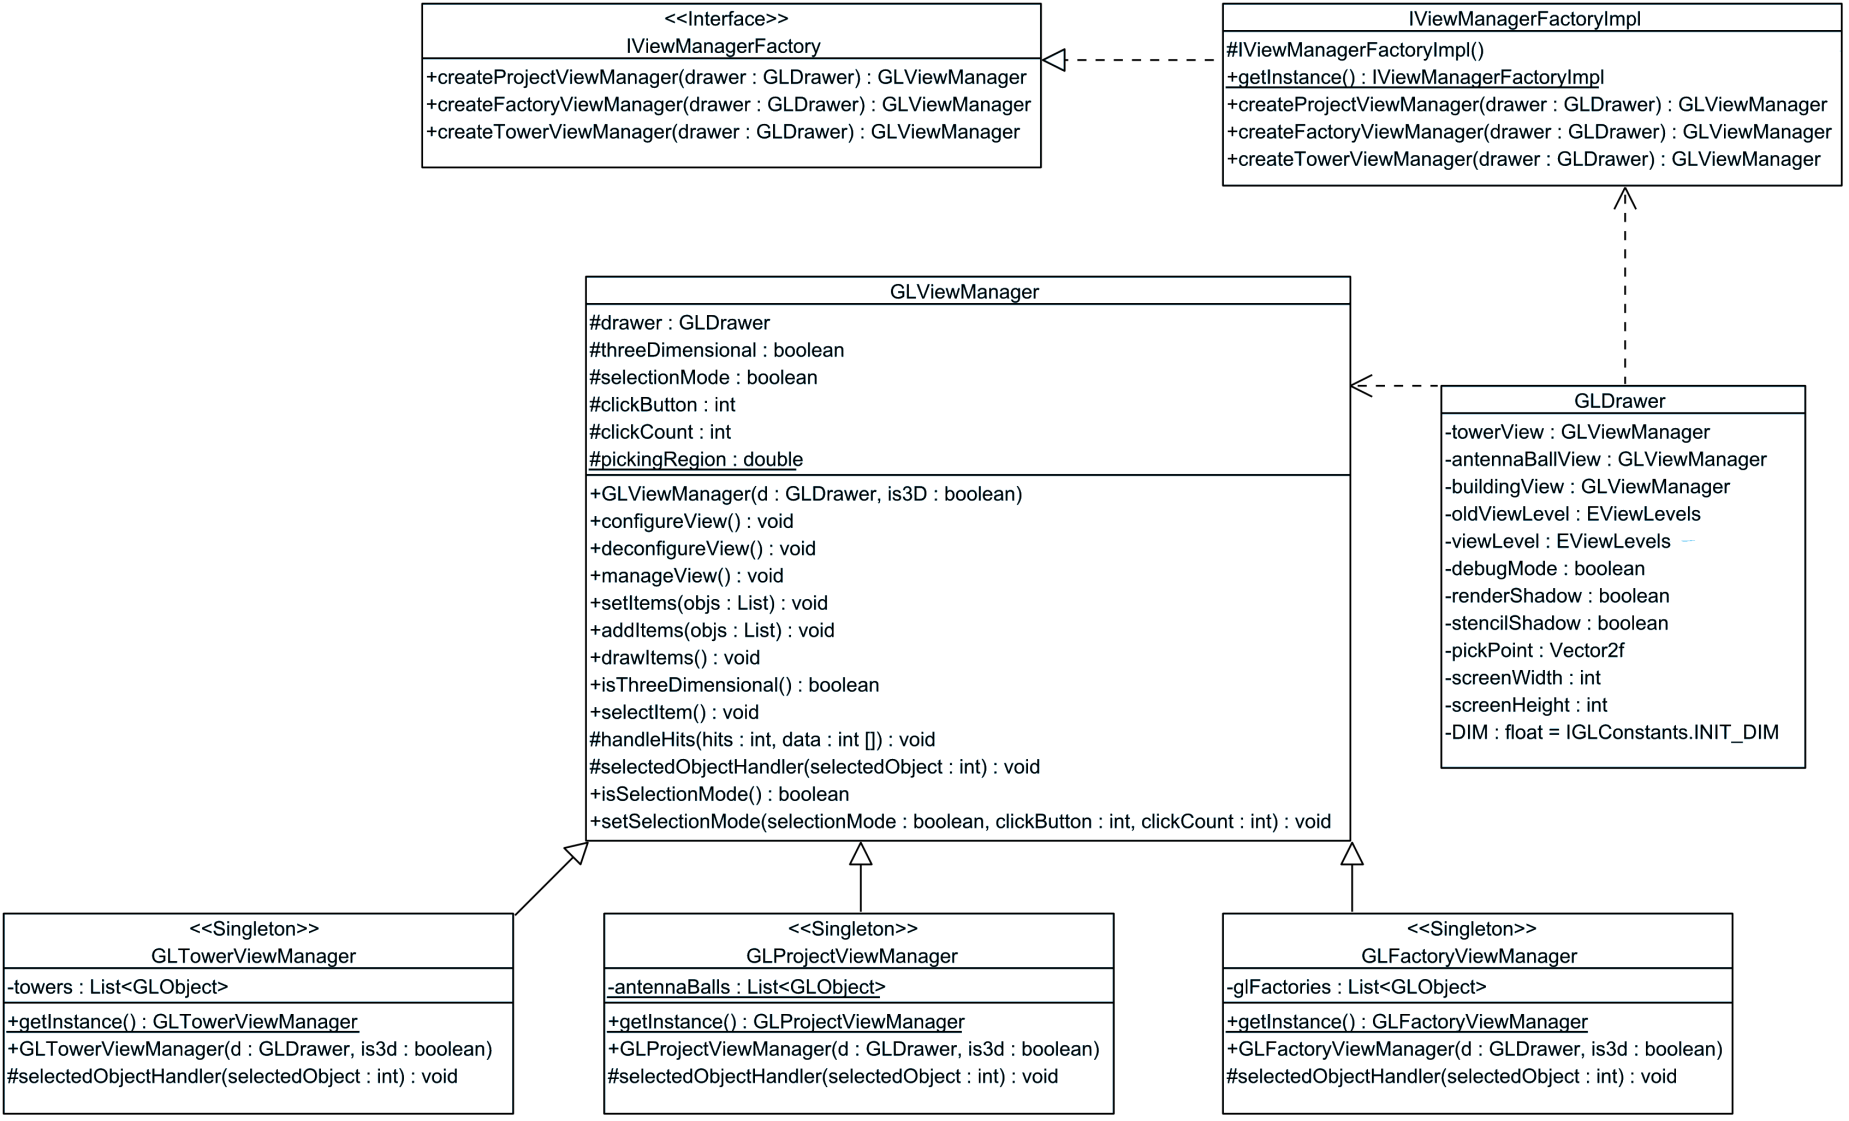 <<Interface>>
IViewManagerFactory
+createProjectViewManager(drawer : GLDrawer) : GLViewManager
+createFactoryViewManager(drawer : GLDrawer) : GLViewManager
+createTowerViewManager(drawer : GLDrawer) : GLViewManager
IViewManagerFactoryImpl
#IViewManagerFactoryImpl()
+getInstance() : IViewManagerFactoryImpl
+createProjectViewManager(drawer : GLDrawer) : GLViewManager
+createFactoryViewManager(drawer : GLDrawer) : GLViewManager
+createTowerViewManager(drawer : GLDrawer) : GLViewManager
GLViewManager
#drawer : GLDrawer
#threeDimensional : boolean
#selectionMode : boolean
#clickButton : int
#clickCount : int
#pickingRegion : double
+GLViewManager(d : GLDrawer, is3D : boolean)
+configureView() : void
+deconfigureView() : void
+manageView() : void
+setItems(objs : List) : void
+addItems(objs : List) : void
+drawItems() : void
+isThreeDimensional() : boolean
+selectItem() : void
#handleHits(hits : int, data : int []) : void
#selectedObjectHandler(selectedObject : int) : void
+isSelectionMode() : boolean
+setSelectionMode(selectionMode : boolean, clickButton : int, clickCount : int) : void
GLDrawer
-towerView : GLViewManager
-antennaBallView : GLViewManager
-buildingView : GLViewManager
-oldViewLevel : EViewLevels
-viewLevel : EViewLevels
-debugMode : boolean
-renderShadow : boolean
-stencilShadow : boolean
-pickPoint : Vector2f
-screenWidth : int
-screenHeight : int
-DIM : float = IGLConstants.INIT_DIM
<<Singleton>>
GLTowerViewManager
-towers : List<GLObject>
+getInstance() : GLTowerViewManager
+GLTowerViewManager(d : GLDrawer, is3d : boolean)
#selectedObjectHandler(selectedObject : int) : void
<<Singleton>>
GLProjectViewManager
-antennaBalls : List<GLObject>
+getInstance() : GLProjectViewManager
+GLProjectViewManager(d : GLDrawer, is3d : boolean)
#selectedObjectHandler(selectedObject : int) : void
<<Singleton>>
GLFactoryViewManager
-glFactories : List<GLObject>
+getInstance() : GLFactoryViewManager
+GLFactoryViewManager(d : GLDrawer, is3d : boolean)
#selectedObjectHandler(selectedObject : int) : void